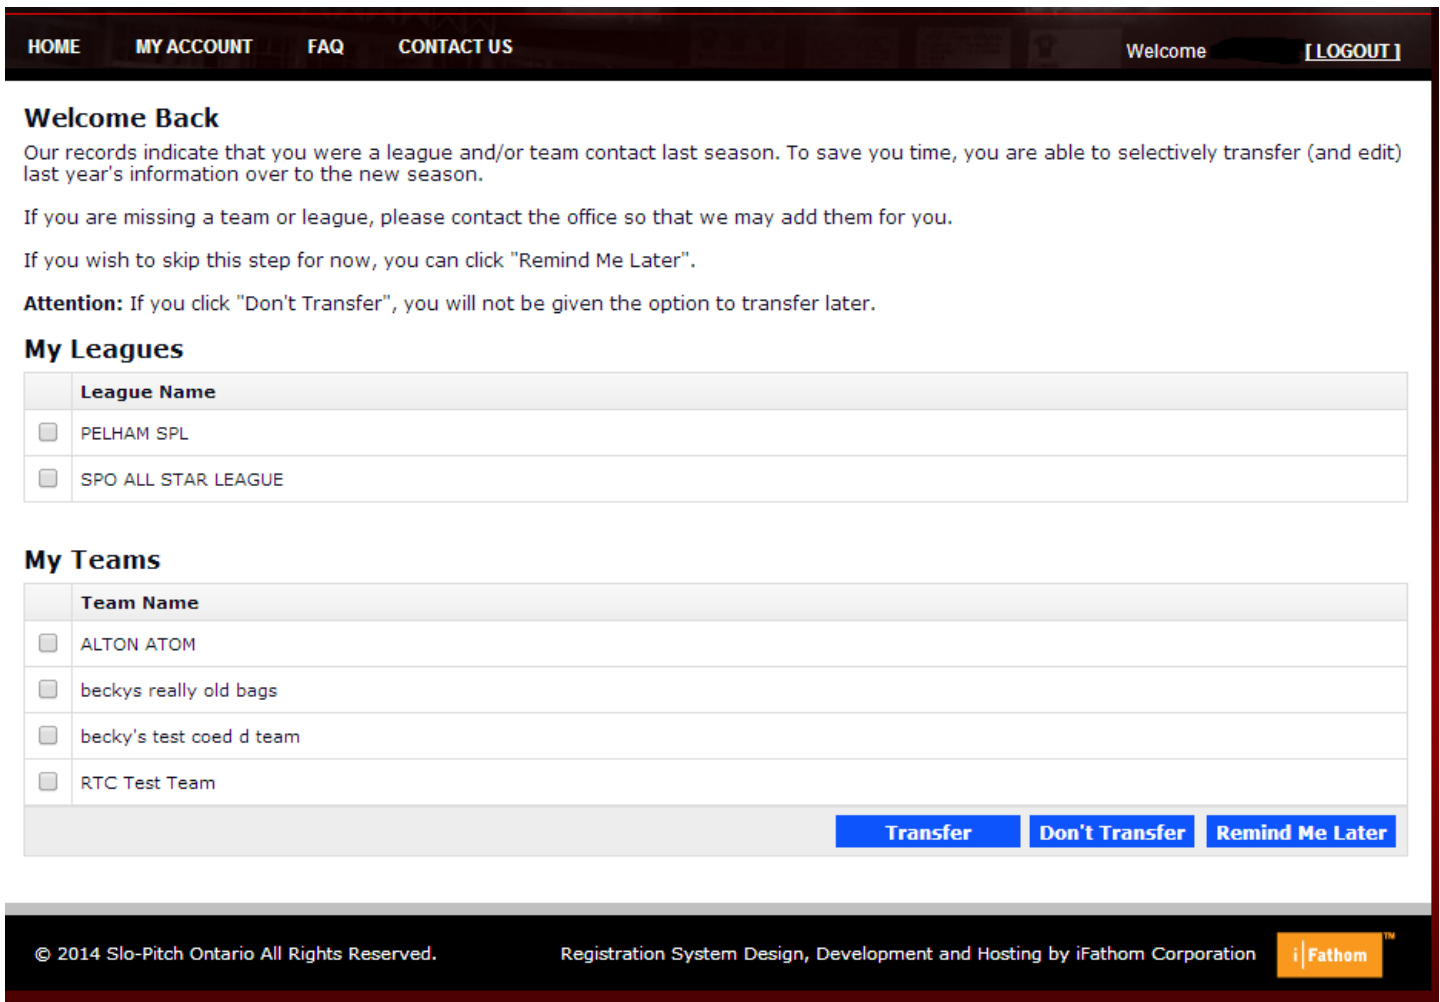 HOME MY ACCOUNT FAQ CONTACT US Welcome [ LOGOUT ]
Welcome Back
Our records indicate that you were a league and/or team contact last season. To save you time, you are able to selectively transfer (and edit)
last year's information over to the new season.
If you are missing a team or league, please contact the office so that we may add them for you.
If you wish to skip this step for now, you can click "Remind Me Later".
Attention: If you click "Don't Transfer", you will not be given the option to transfer later.
My Leagues
League Name
PELHAM SPL
SPO ALL STAR LEAGUE
My Teams
Team Name
ALTON ATOM
beckys really old bags
becky's test coed d team
RTC Test Team
Transfer Don't Transfer Remind Me Later
© 2014 Slo-Pitch Ontario All Rights Reserved. Registration System Design, Development and Hosting by iFathom Corporation i|Fathom ™